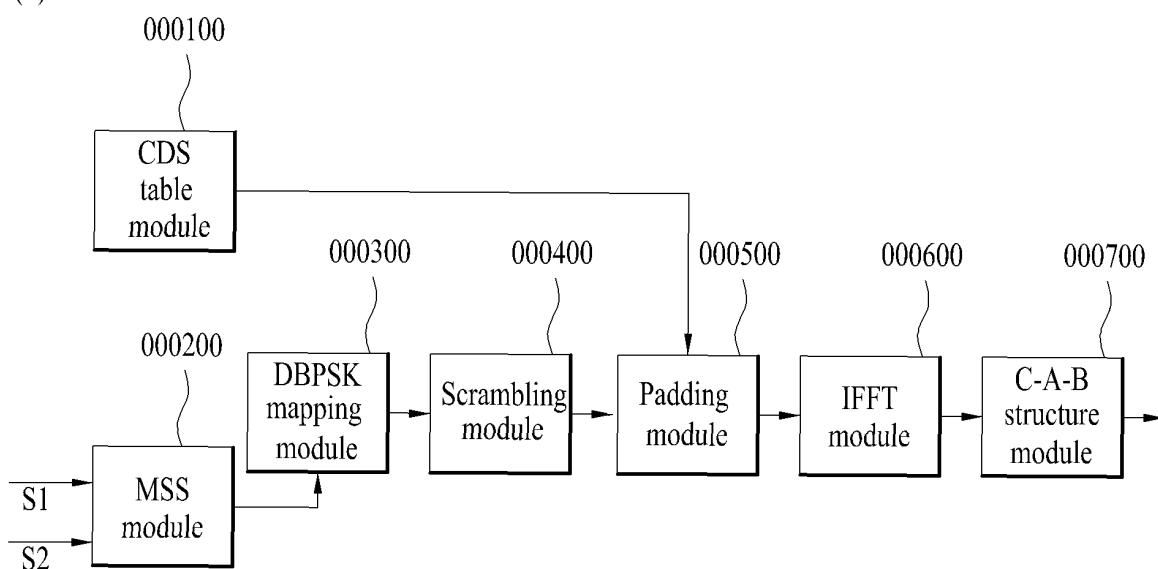 000100
CDS
table
module
000300
000400
000500
000600
000700
000200
DBPSK
mapping
module
Scrambling
module
Padding
module
IFFT
module
C-A-B
structure
module
S1
MSS
module
S2